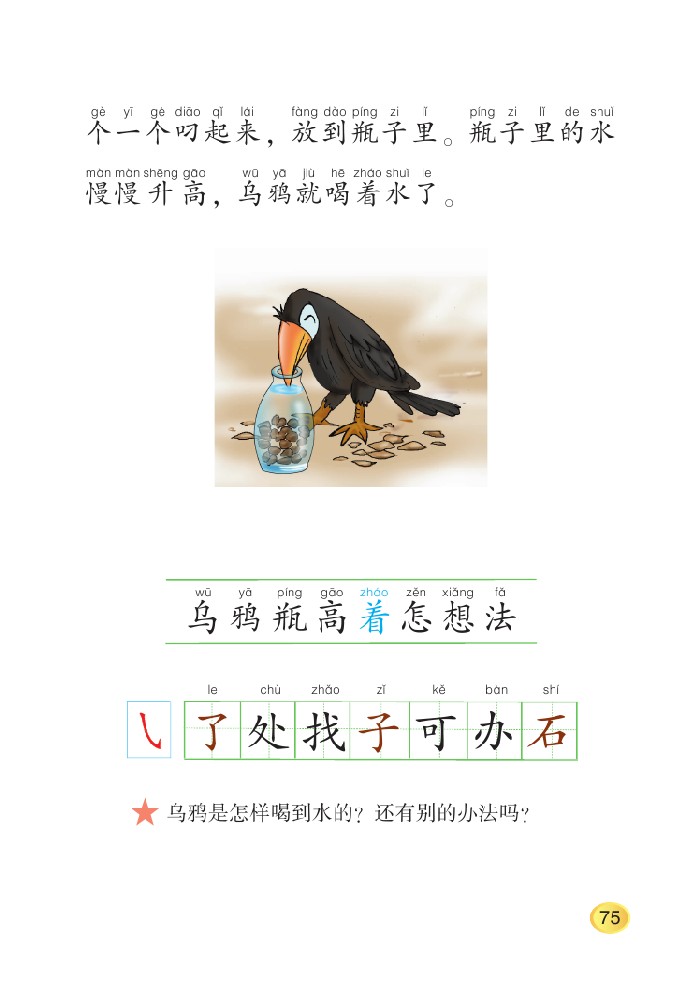 gè yī gè diāo qǐ lái fàng dào píng zi lǐ píng zi lǐ de shuǐ
个一个叼起来，放到瓶子里。瓶子里的水
màn màn shēng gāo wū yā jiù hē zháo shuǐ le
慢慢升高，乌鸦就喝着水了。
wū yā píng gāo zháo zěn xiǎng fǎ
乌鸦瓶高着怎想法
le chù zhǎo zǐ kě bàn shí
㇂了处找子可办石
★乌鸦是怎样喝到水的？还有别的办法吗？
75